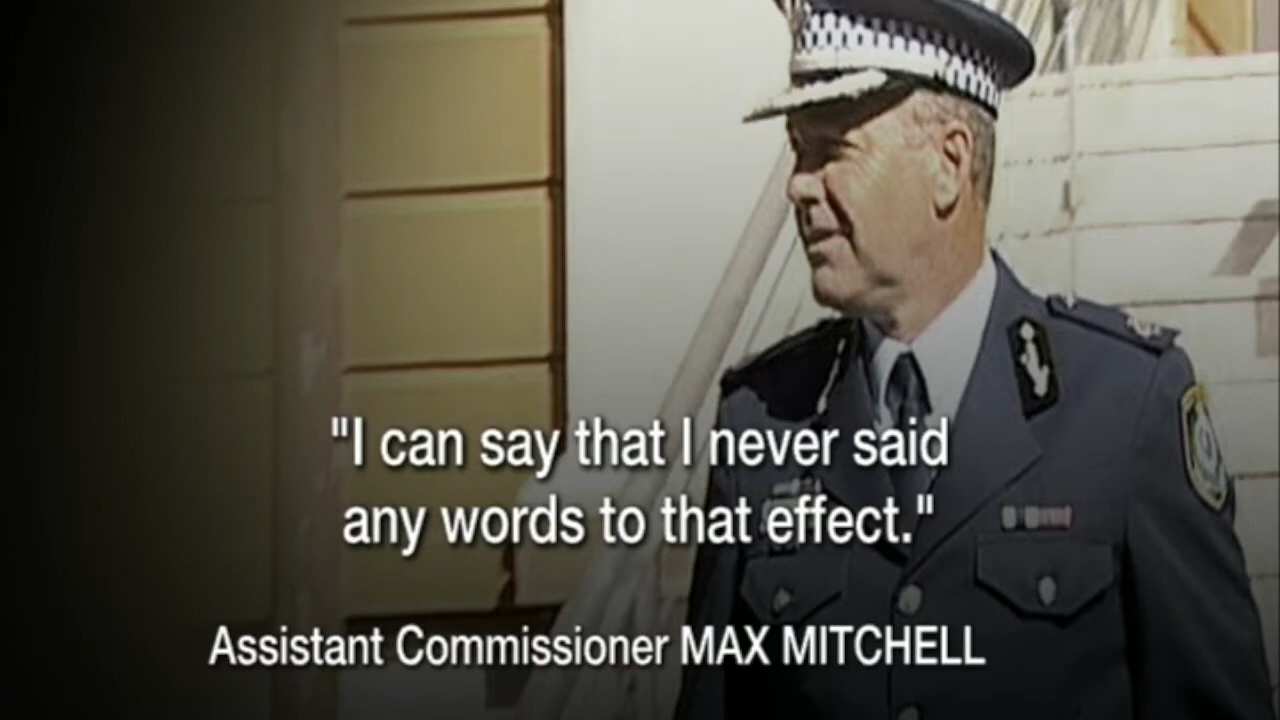 "I can say that I never said
any words to that effect."
Assistant Commissioner MAX MITCHELL